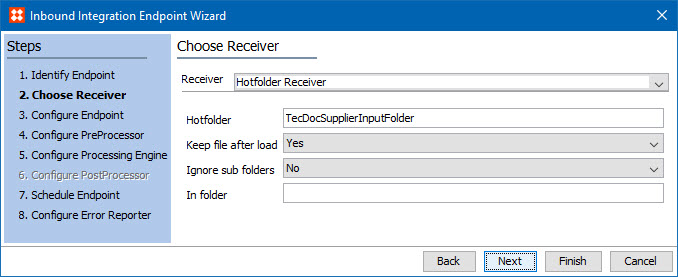 Inbound Integration Endpoint Wizard
Steps
1. Identify Endpoint
2. Choose Receiver
3. Configure Endpoint
4. Configure PreProcessor
5. Configure Processing Engine
6. Configure PostProcessor
7. Schedule Endpoint
8. Configure Error Reporter
Choose Receiver
Receiver Hotfolder Receiver
Hotfolder TecDocSupplierInputFolder
Keep file after load Yes
Ignore sub folders No
In folder
Back Next Finish Cancel